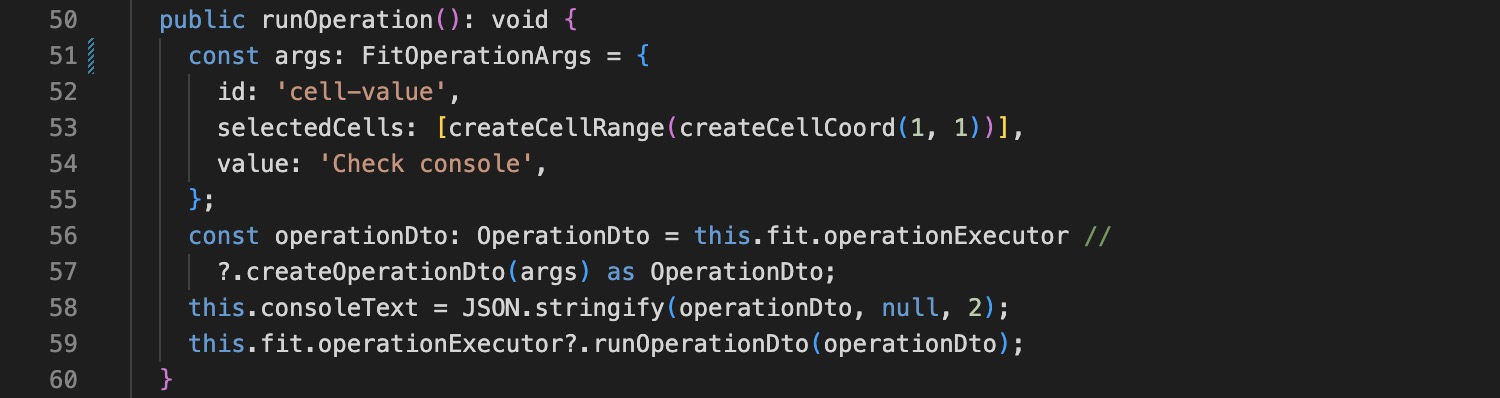 50 public runOperation(): void {
51 const args: FitOperationArgs = {
52 id: 'cell-value',
53 selectedCells: [createCellRange(createCellCoord(1, 1))],
54 value: 'Check console',
55 };
56 const operationDto: OperationDto = this.fit.operationExecutor //
57 ?.createOperationDto(args) as OperationDto;
58 this.consoleText = JSON.stringify(operationDto, null, 2);
59 this.fit.operationExecutor?.runOperationDto(operationDto);
60 }